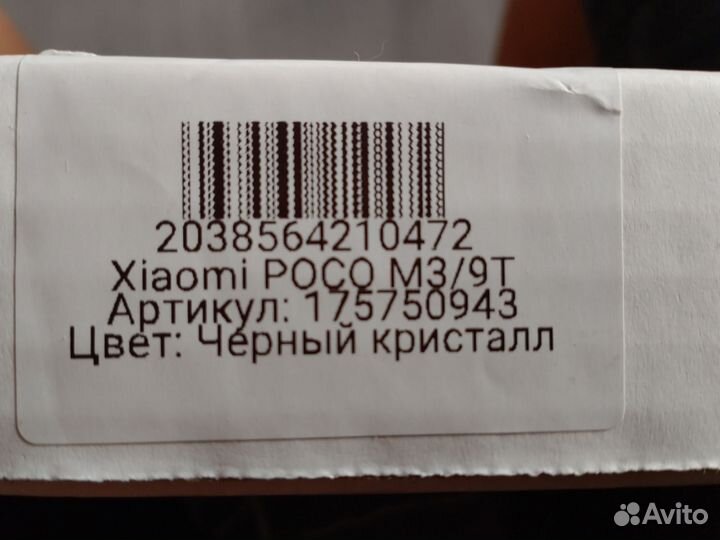 2038564210472
Xiaomi POCO M3/9T
Артикул: 175750943
Цвет: Черный кристалл
Avito